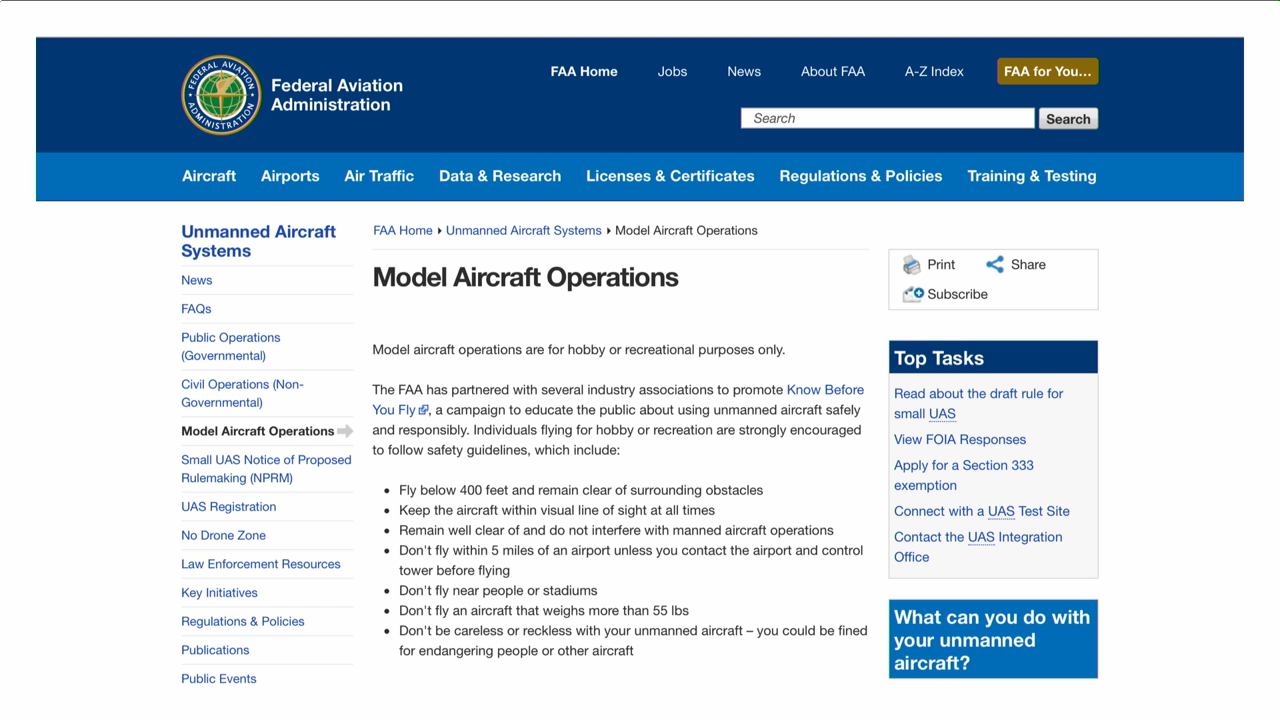 FEDERAL AVIATION
ADMINISTRATION
Federal Aviation
Administration
FAA Home
Jobs
News
About FAA
A-Z Index
FAA for You...
Search
Search
Aircraft
Airports
Air Traffic
Data & Research
Licenses & Certificates
Regulations & Policies
Training & Testing
Unmanned Aircraft
Systems
News
FAQs
Public Operations
(Governmental)
Civil Operations (Non-
Governmental)
Model Aircraft Operations
Small UAS Notice of Proposed
Rulemaking (NPRM)
UAS Registration
No Drone Zone
Law Enforcement Resources
Key Initiatives
Regulations & Policies
Publications
Public Events
FAA Home Unmanned Aircraft Systems Model Aircraft Operations
Model Aircraft Operations
Model aircraft operations are for hobby or recreational purposes only.
The FAA has partnered with several industry associations to promote Know Before
You Fly, a campaign to educate the public about using unmanned aircraft safely
and responsibly. Individuals flying for hobby or recreation are strongly encouraged
to follow safety guidelines, which include:
• Fly below 400 feet and remain clear of surrounding obstacles
• Keep the aircraft within visual line of sight at all times
• Remain well clear of and do not interfere with manned aircraft operations
• Don't fly within 5 miles of an airport unless you contact the airport and control
tower before flying
• Don't fly near people or stadiums
• Don't fly an aircraft that weighs more than 55 lbs
• Don't be careless or reckless with your unmanned aircraft – you could be fined
for endangering people or other aircraft
Print
Share
Subscribe
Top Tasks
Read about the draft rule for
small UAS
View FOIA Responses
Apply for a Section 333
exemption
Connect with a UAS Test Site
Contact the UAS Integration
Office
What can you do with
your unmanned
aircraft?